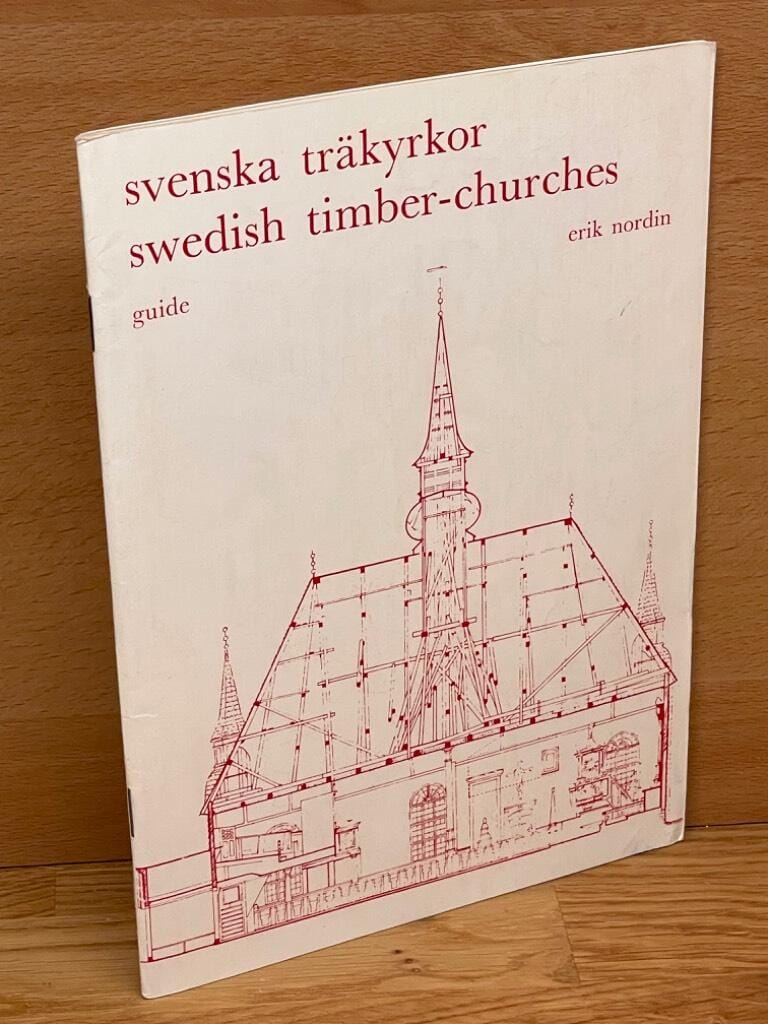 svenska träkyrkor
swedish timber-churches
erik nordin
guide